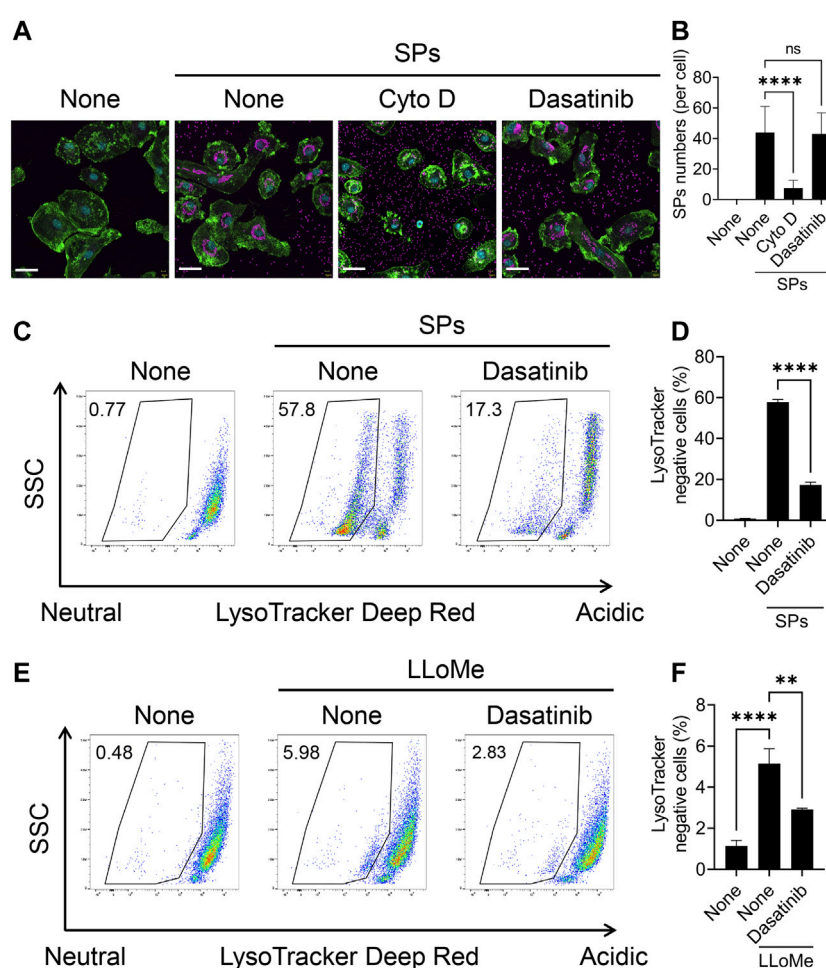 A
SPs
None
None
Cyto D
Dasatinib
B
ns
****
SPs numbers (per cell)
80
60
40
20
0
None
None
Cyto D
Dasatinib
SPs
C
SPs
None
None
Dasatinib
0.77
57.8
17.3
SSC
Neutral
LysoTracker Deep Red
Acidic
D
****
LysoTracker
negative cells (%)
80
60
40
20
0
None
None
Dasatinib
SPs
E
LLoMe
None
None
Dasatinib
0.48
5.98
2.83
SSC
Neutral
LysoTracker Deep Red
Acidic
F
**
****
LysoTracker
negative cells (%)
8
6
4
2
0
None
None
Dasatinib
LLoMe